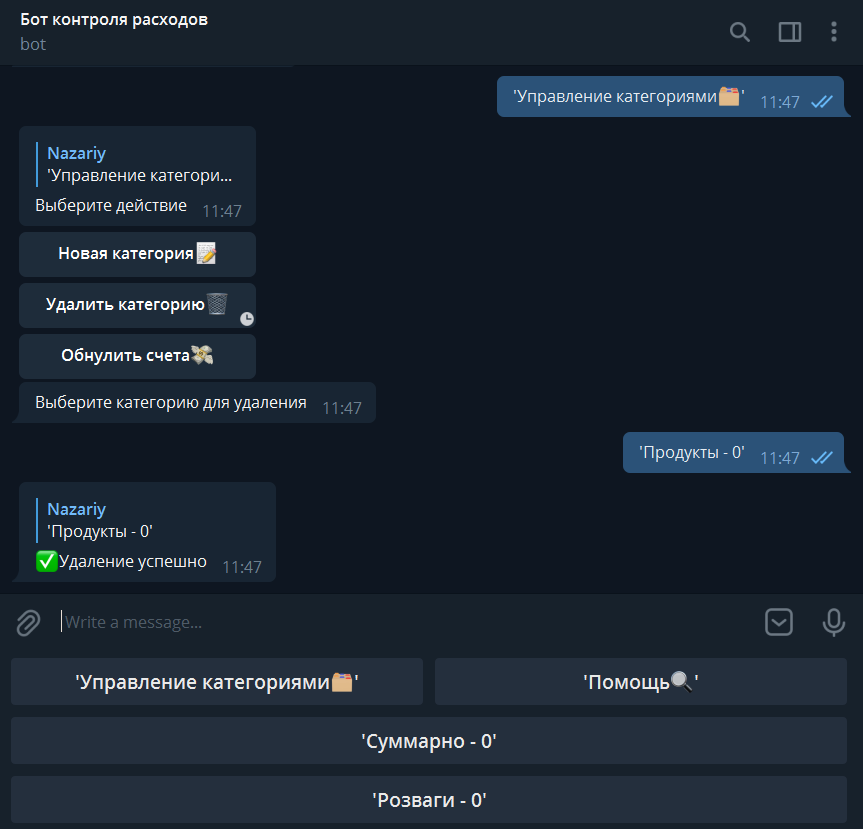 Бот контроля расходов
bot
'Управление категориями🗂️' 11:47
Nazariy
'Управление категори...
Выберите действие 11:47
Новая категория📝
Удалить категорию🗑️
Обнулить счета💸
Выберите категорию для удаления 11:47
'Продукты - 0' 11:47
Nazariy
'Продукты - 0'
✅Удаление успешно 11:47
Write a message...
'Управление категориями🗂️' 'Помощь🔍'
'Суммарно - 0'
'Розваги - 0'